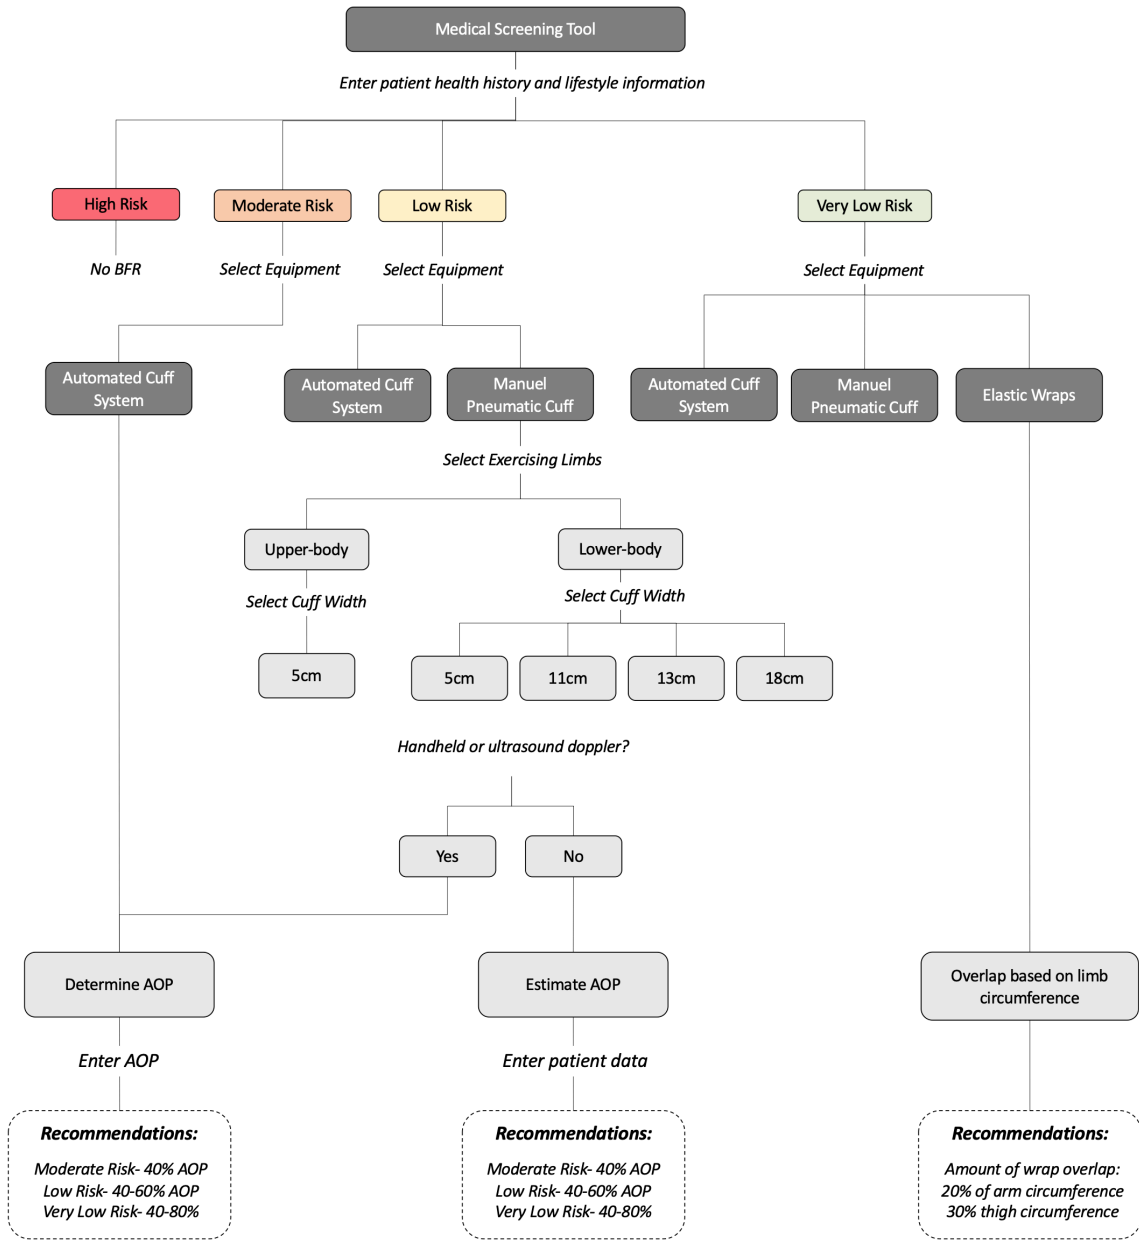 Medical Screening Tool
Enter patient health history and lifestyle information
High Risk
Moderate Risk
Low Risk
Very Low Risk
No BFR
Select Equipment
Select Equipment
Select Equipment
Automated Cuff
System
Automated Cuff
System
Manuel
Pneumatic Cuff
Automated Cuff
System
Manuel
Pneumatic Cuff
Elastic Wraps
Select Exercising Limbs
Upper-body
Lower-body
Select Cuff Width
Select Cuff Width
5cm
5cm
11cm
13cm
18cm
Handheld or ultrasound doppler?
Yes
No
Determine AOP
Estimate AOP
Overlap based on limb
circumference
Enter AOP
Enter patient data
Recommendations:
Moderate Risk- 40% AOP
Low Risk- 40-60% AOP
Very Low Risk- 40-80%
Recommendations:
Moderate Risk- 40% AOP
Low Risk- 40-60% AOP
Very Low Risk- 40-80%
Recommendations:
Amount of wrap overlap:
20% of arm circumference
30% thigh circumference